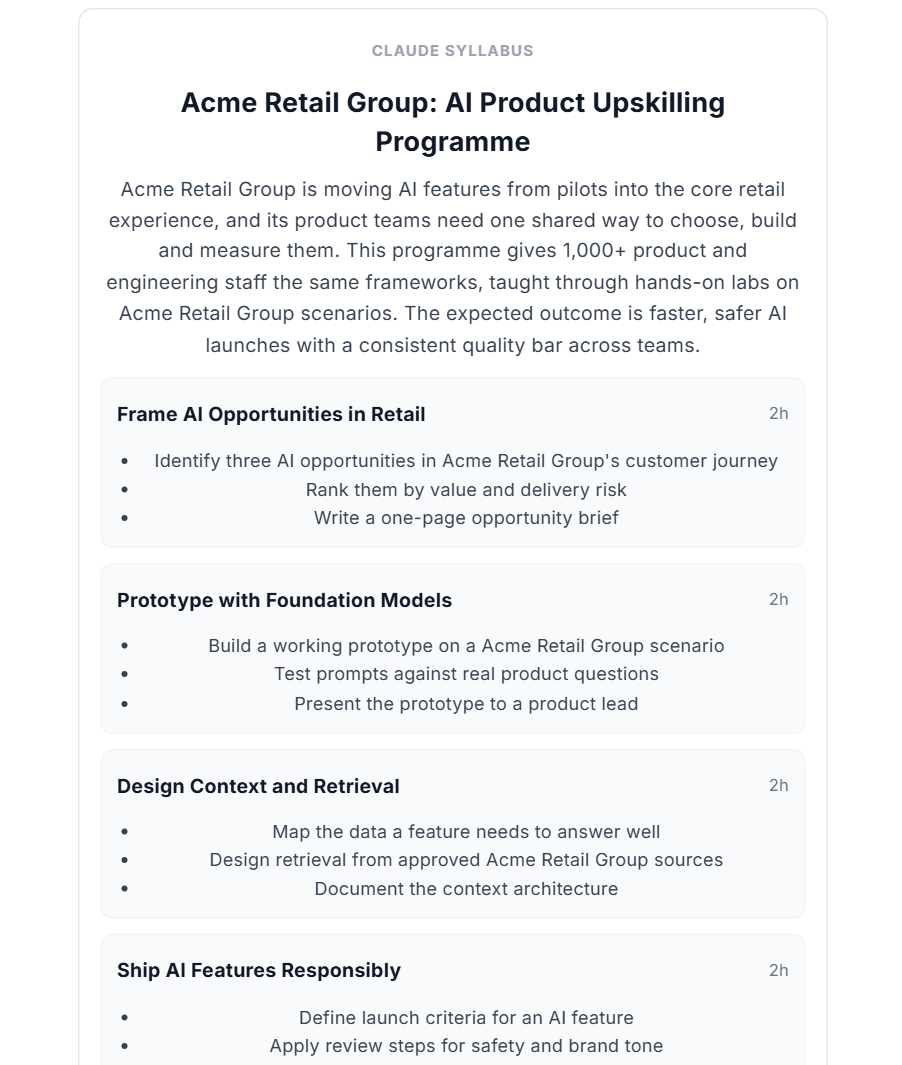 CLAUDE SYLLABUS
Acme Retail Group: AI Product Upskilling
Programme
Acme Retail Group is moving AI features from pilots into the core retail
experience, and its product teams need one shared way to choose, build
and measure them. This programme gives 1,000+ product and
engineering staff the same frameworks, taught through hands-on labs on
Acme Retail Group scenarios. The expected outcome is faster, safer AI
launches with a consistent quality bar across teams.
Frame AI Opportunities in Retail 2h
• Identify three AI opportunities in Acme Retail Group's customer journey
• Rank them by value and delivery risk
• Write a one-page opportunity brief
Prototype with Foundation Models 2h
• Build a working prototype on a Acme Retail Group scenario
• Test prompts against real product questions
• Present the prototype to a product lead
Design Context and Retrieval 2h
• Map the data a feature needs to answer well
• Design retrieval from approved Acme Retail Group sources
• Document the context architecture
Ship AI Features Responsibly 2h
• Define launch criteria for an AI feature
• Apply review steps for safety and brand tone